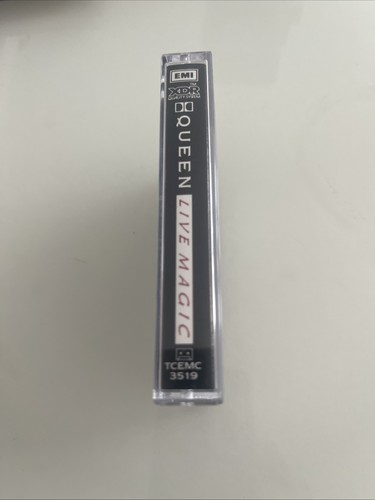 EMI
XDR
QUEEN
LIVE MAGIC
TCEMC
3519